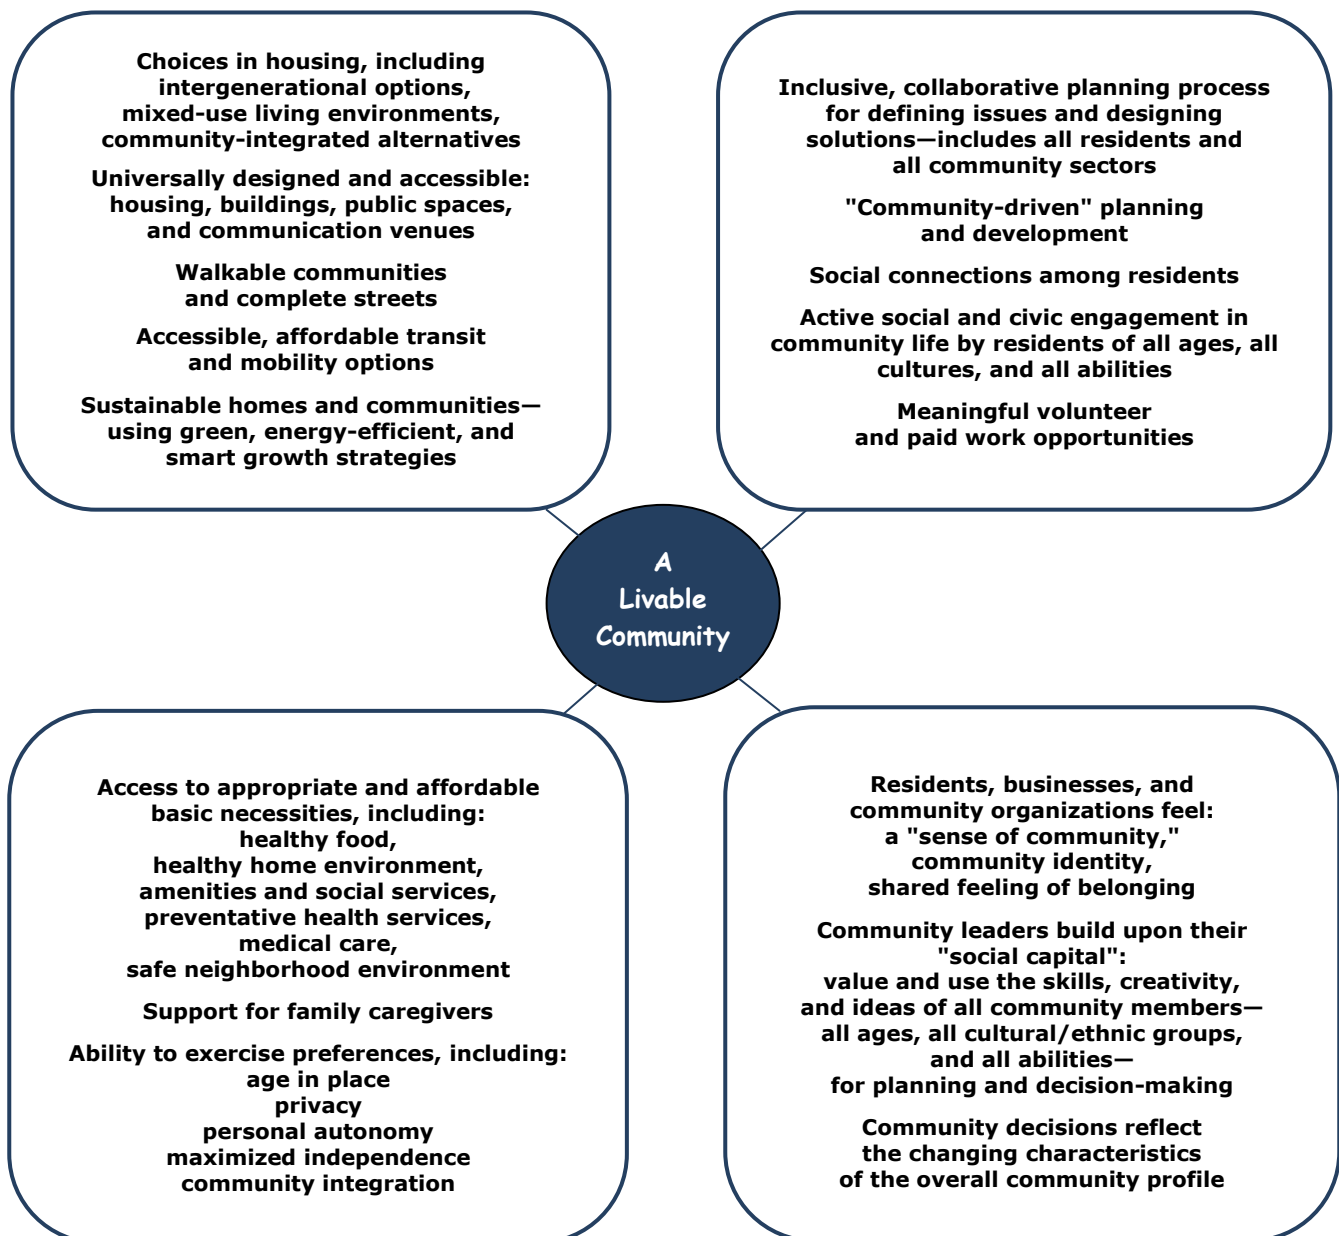 Choices in housing, including
intergenerational options,
mixed-use living environments,
community-integrated alternatives
Universally designed and accessible:
housing, buildings, public spaces,
and communication venues
Walkable communities
and complete streets
Accessible, affordable transit
and mobility options
Sustainable homes and communities—
using green, energy-efficient, and
smart growth strategies
Inclusive, collaborative planning process
for defining issues and designing
solutions—includes all residents and
all community sectors
"Community-driven" planning
and development
Social connections among residents
Active social and civic engagement in
community life by residents of all ages, all
cultures, and all abilities
Meaningful volunteer
and paid work opportunities
A
Livable
Community
Access to appropriate and affordable
basic necessities, including:
healthy food,
healthy home environment,
amenities and social services,
preventative health services,
medical care,
safe neighborhood environment
Support for family caregivers
Ability to exercise preferences, including:
age in place
privacy
personal autonomy
maximized independence
community integration
Residents, businesses, and
community organizations feel:
a "sense of community,"
community identity,
shared feeling of belonging
Community leaders build upon their
"social capital":
value and use the skills, creativity,
and ideas of all community members—
all ages, all cultural/ethnic groups,
and all abilities—
for planning and decision-making
Community decisions reflect
the changing characteristics
of the overall community profile